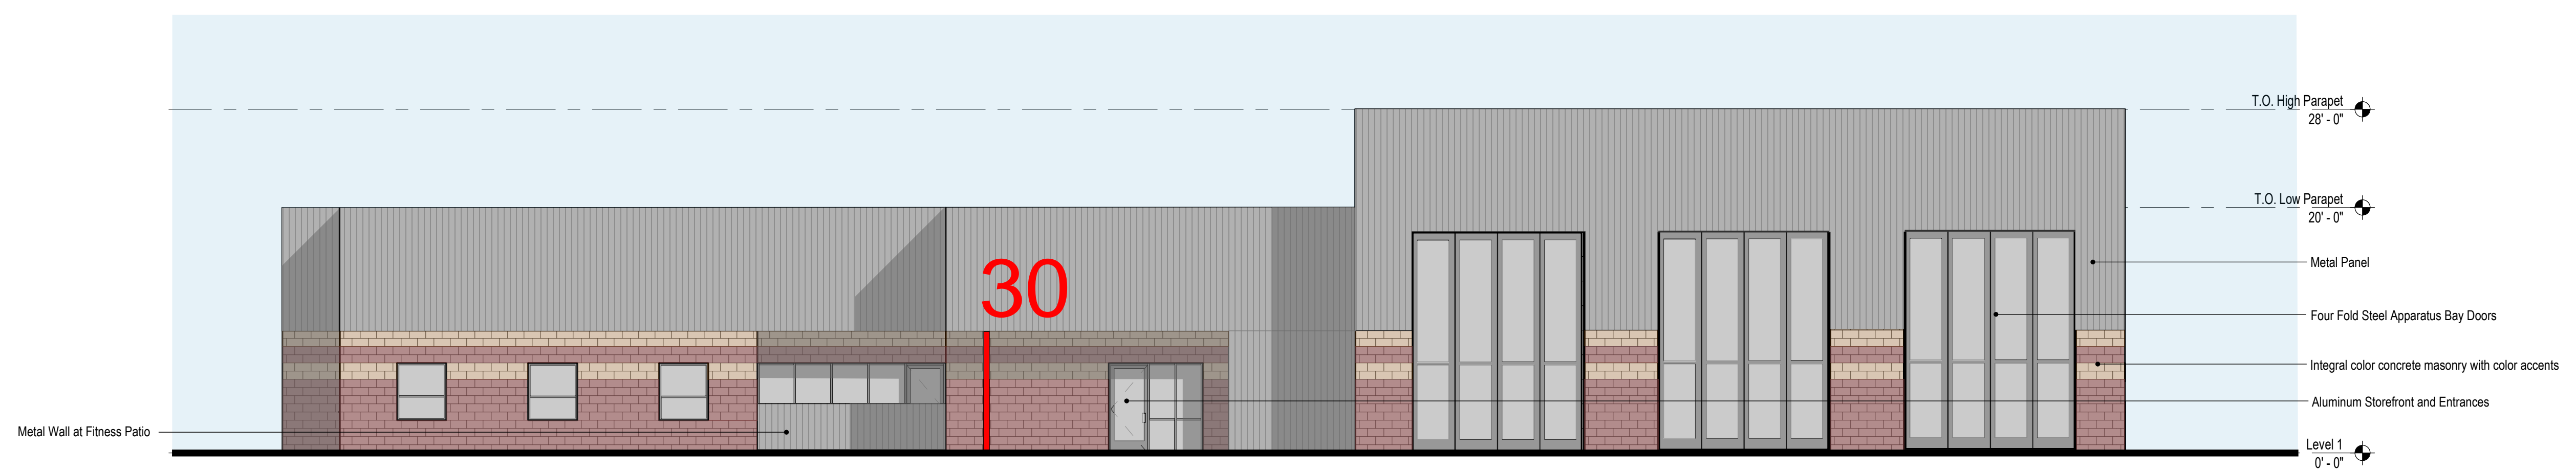 T.O. High Parapet
28' - 0"
T.O. Low Parapet
20' - 0"
30
Metal Panel
Four Fold Steel Apparatus Bay Doors
Integral color concrete masonry with color accents
Aluminum Storefront and Entrances
Metal Wall at Fitness Patio
Level 1
0' - 0"